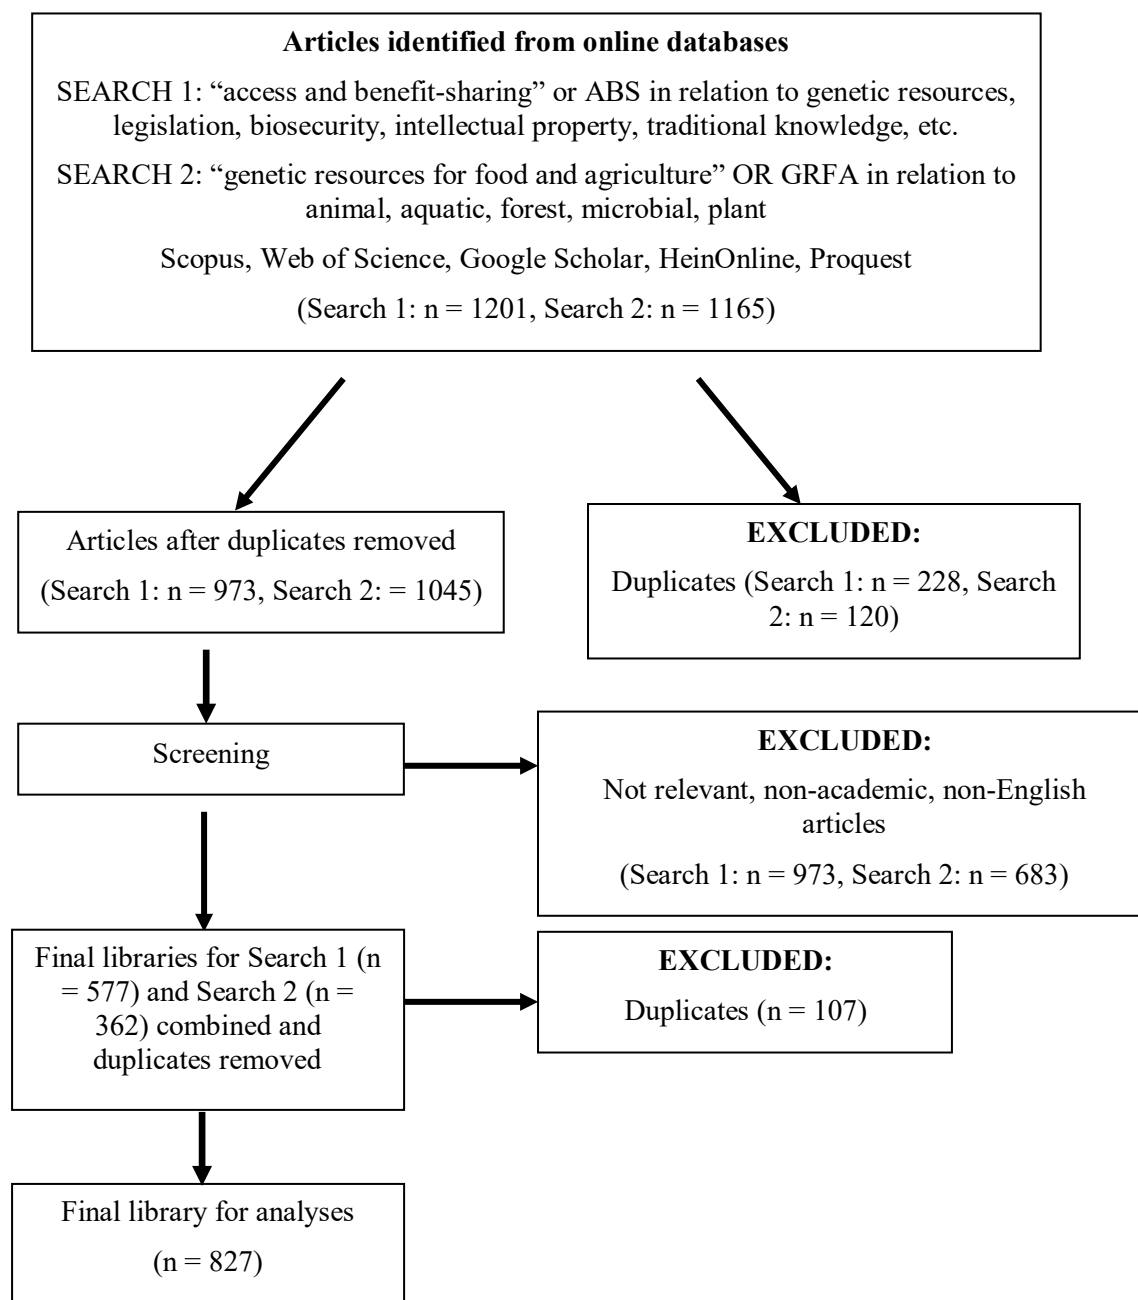 Articles identified from online databases
SEARCH 1: “access and benefit-sharing” or ABS in relation to genetic resources,
legislation, biosecurity, intellectual property, traditional knowledge, etc.
SEARCH 2: “genetic resources for food and agriculture” OR GRFA in relation to
animal, aquatic, forest, microbial, plant
Scopus, Web of Science, Google Scholar, HeinOnline, Proquest
(Search 1: n = 1201, Search 2: n = 1165)
Articles after duplicates removed
(Search 1: n = 973, Search 2: = 1045)
EXCLUDED:
Duplicates (Search 1: n = 228, Search
2: n = 120)
Screening
EXCLUDED:
Not relevant, non-academic, non-English
articles
(Search 1: n = 973, Search 2: n = 683)
Final libraries for Search 1 (n
= 577) and Search 2 (n =
362) combined and
duplicates removed
EXCLUDED:
Duplicates (n = 107)
Final library for analyses
(n = 827)